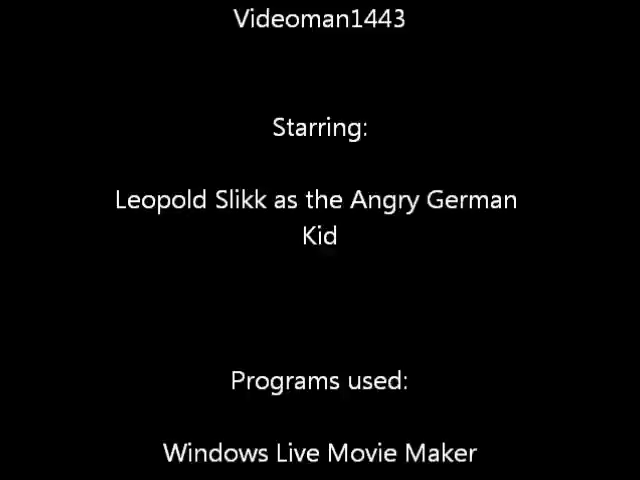 Videoman1443
Starring:
Leopold Slikk as the Angry German
Kid
Programs used:
Windows Live Movie Maker